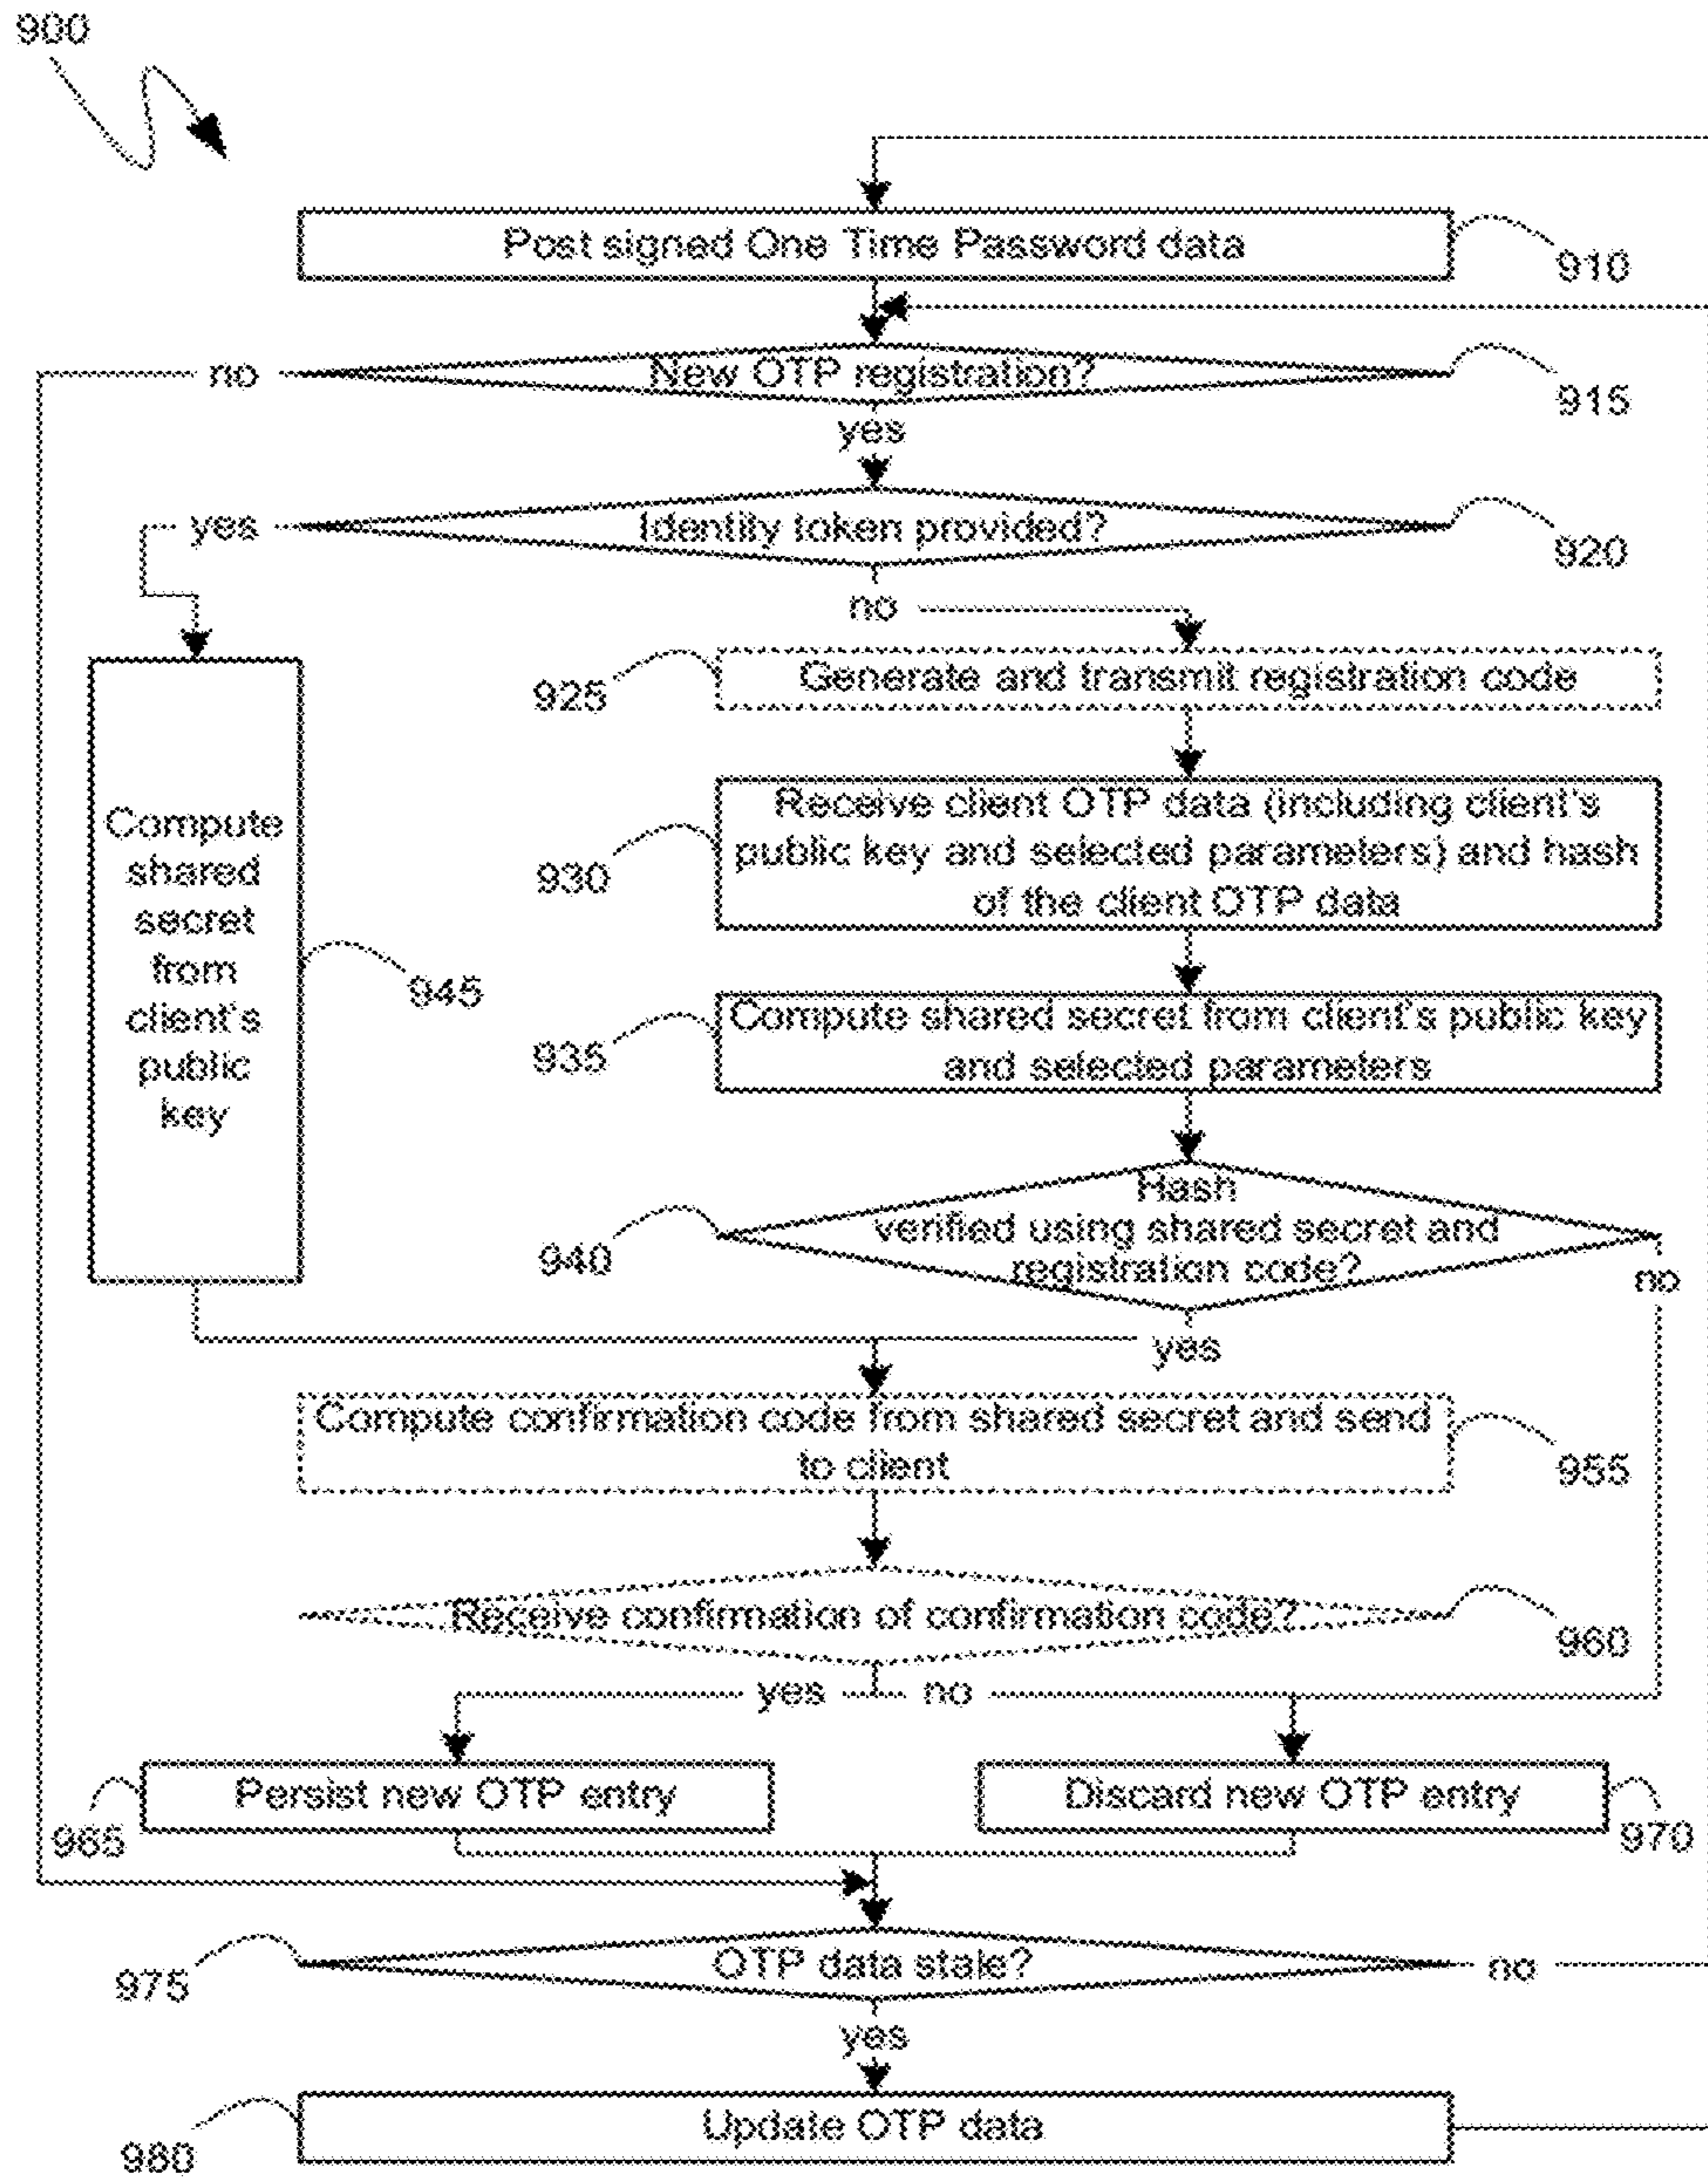 900
Post signed One Time Password data
910
no
New OTP registration?
915
yes
yes
Identity token provided?
920
no
925
Generate and transmit registration code
930
Receive client OTP data (including client's
public key and selected parameters) and hash
of the client OTP data
Compute
shared
secret
from
client's
public
key
945
935
Compute shared secret from client's public key
and selected parameters
940
Hash
verified using shared secret and
registration code?
no
yes
Compute confirmation code from shared secret and send
to client
955
Receive confirmation of confirmation code?
960
yes
no
965
Persist new OTP entry
Discard new OTP entry
970
975
OTP data stale?
no
yes
980
Update OTP data